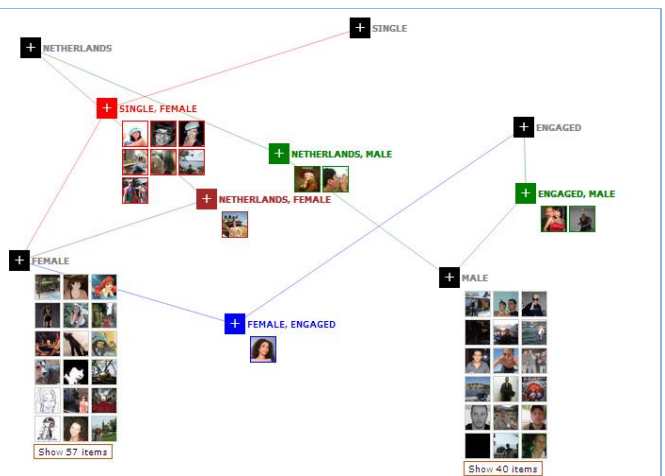 SINGLE
NETHERLANDS
SINGLE, FEMALE
ENGAGED
NETHERLANDS, MALE
ENGAGED, MALE
NETHERLANDS, FEMALE
FEMALE
MALE
FEMALE, ENGAGED
Show 57 items
Show 40 items